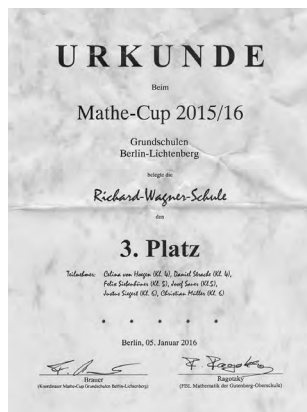 URKUNDE
Beim
Mathe-Cup 2015/16
Grundschulen
Berlin-Lichtenberg
belegte die
Richard-Wagner-Schule
den
3. Platz
Teilnehmer: Celina von Hoegen (Kl. 4), Daniel Strache (Kl. 4),
Felix Siebenhüner (Kl. 5), Josef Sauer (Kl.5),
Justus Siegert (Kl. 6), Christian Müller (Kl. 6)
* * * * *
Berlin, 05. Januar 2016
Hrauer Ragotzky
(Koordinator Mathe-Cup Grundschulen Berlin-Lichtenberg) (FBL Mathematik der Gutenberg-Oberschule)